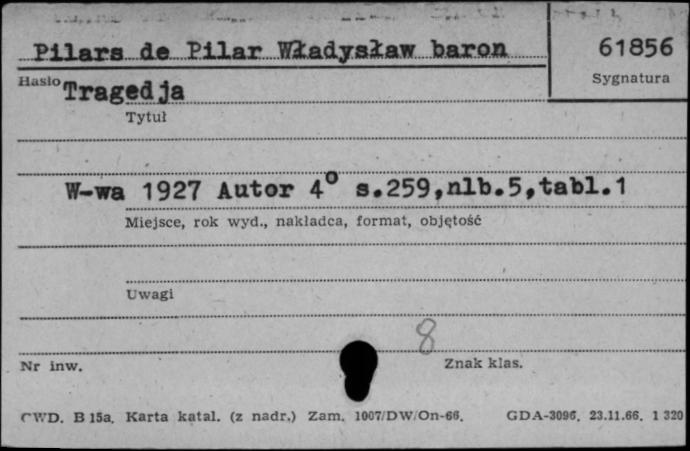 Pilars de Pilar Władysław baron
61856
Sygnatura
Hasło
Tragedja
Tytuł
W-wa 1927 Autor 4° s.259,nlb.5,tabl.1
Miejsce, rok wyd., nakładca, format, objętość
Uwagi
8
Nr inw.
Znak klas.
CWD. B 15a. Karta katal. (z nadr.) Zam. 1007/DW/On-66. GDA-3096. 23.11.66. 1 320